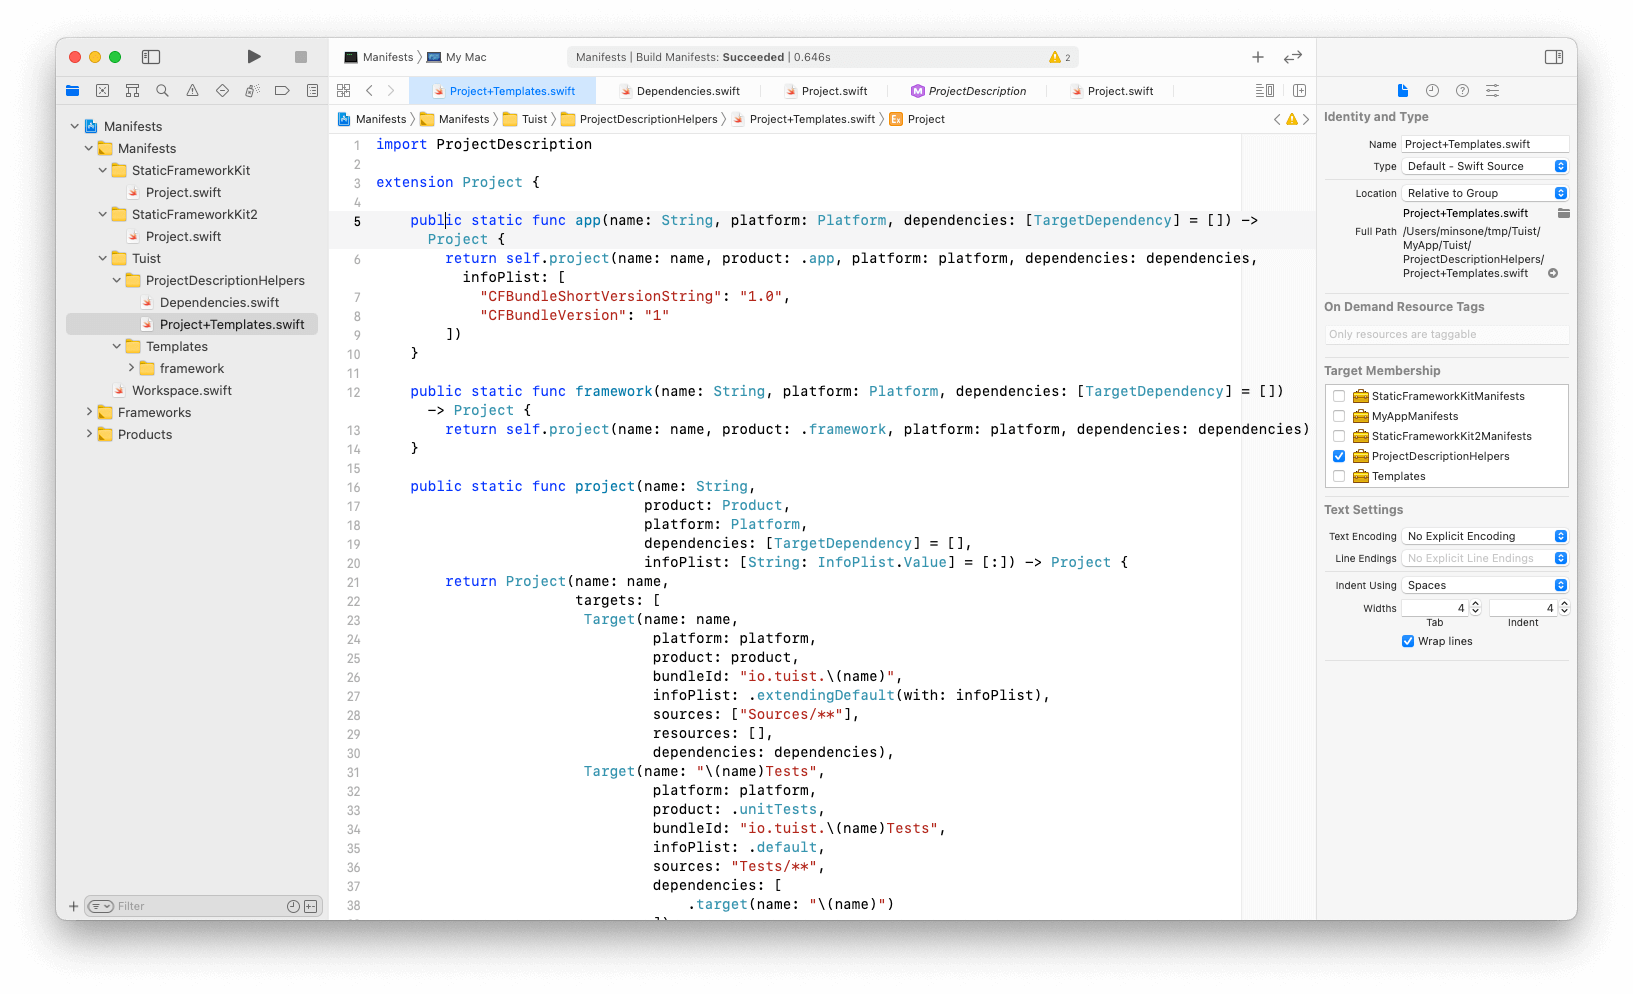 Manifests
My Mac
Manifests | Build Manifests: Succeeded | 0.646s
2
Project+Templates.swift
Dependencies.swift
Project.swift
M
ProjectDescription
Project.swift
Manifests
Manifests
Tuist
ProjectDescriptionHelpers
Project+Templates.swift
Ex
Project
Manifests
Manifests
StaticFrameworkKit
Project.swift
StaticFrameworkKit2
Project.swift
Tuist
ProjectDescriptionHelpers
Dependencies.swift
Project+Templates.swift
Templates
framework
Workspace.swift
Frameworks
Products
Filter
1 import ProjectDescription
2
3 extension Project {
4
5 public static func app(name: String, platform: Platform, dependencies: [TargetDependency] = []) ->
Project {
6 return self.project(name: name, product: .app, platform: platform, dependencies: dependencies,
infoPlist: [
7 "CFBundleShortVersionString": "1.0",
8 "CFBundleVersion": "1"
9 ])
10 }
11
12 public static func framework(name: String, platform: Platform, dependencies: [TargetDependency] = [])
-> Project {
13 return self.project(name: name, product: .framework, platform: platform, dependencies: dependencies)
14 }
15
16 public static func project(name: String,
17 product: Product,
18 platform: Platform,
19 dependencies: [TargetDependency] = [],
20 infoPlist: [String: InfoPlist.Value] = [:]) -> Project {
21 return Project(name: name,
22 targets: [
23 Target(name: name,
24 platform: platform,
25 product: product,
26 bundleId: "io.tuist.\(name)",
27 infoPlist: .extendingDefault(with: infoPlist),
28 sources: ["Sources/**"],
29 resources: [],
30 dependencies: dependencies),
31 Target(name: "\(name)Tests",
32 platform: platform,
33 product: .unitTests,
34 bundleId: "io.tuist.\(name)Tests",
35 infoPlist: .default,
36 sources: "Tests/**",
37 dependencies: [
38 .target(name: "\(name)")
Identity and Type
Name Project+Templates.swift
Type Default - Swift Source
Location Relative to Group
Project+Templates.swift
Full Path /Users/minsone/tmp/Tuist/
MyApp/Tuist/
ProjectDescriptionHelpers/
Project+Templates.swift
On Demand Resource Tags
Only resources are taggable
Target Membership
StaticFrameworkKitManifests
MyAppManifests
StaticFrameworkKit2Manifests
ProjectDescriptionHelpers
Templates
Text Settings
Text Encoding No Explicit Encoding
Line Endings No Explicit Line Endings
Indent Using Spaces
Widths 4 4
Tab Indent
Wrap lines